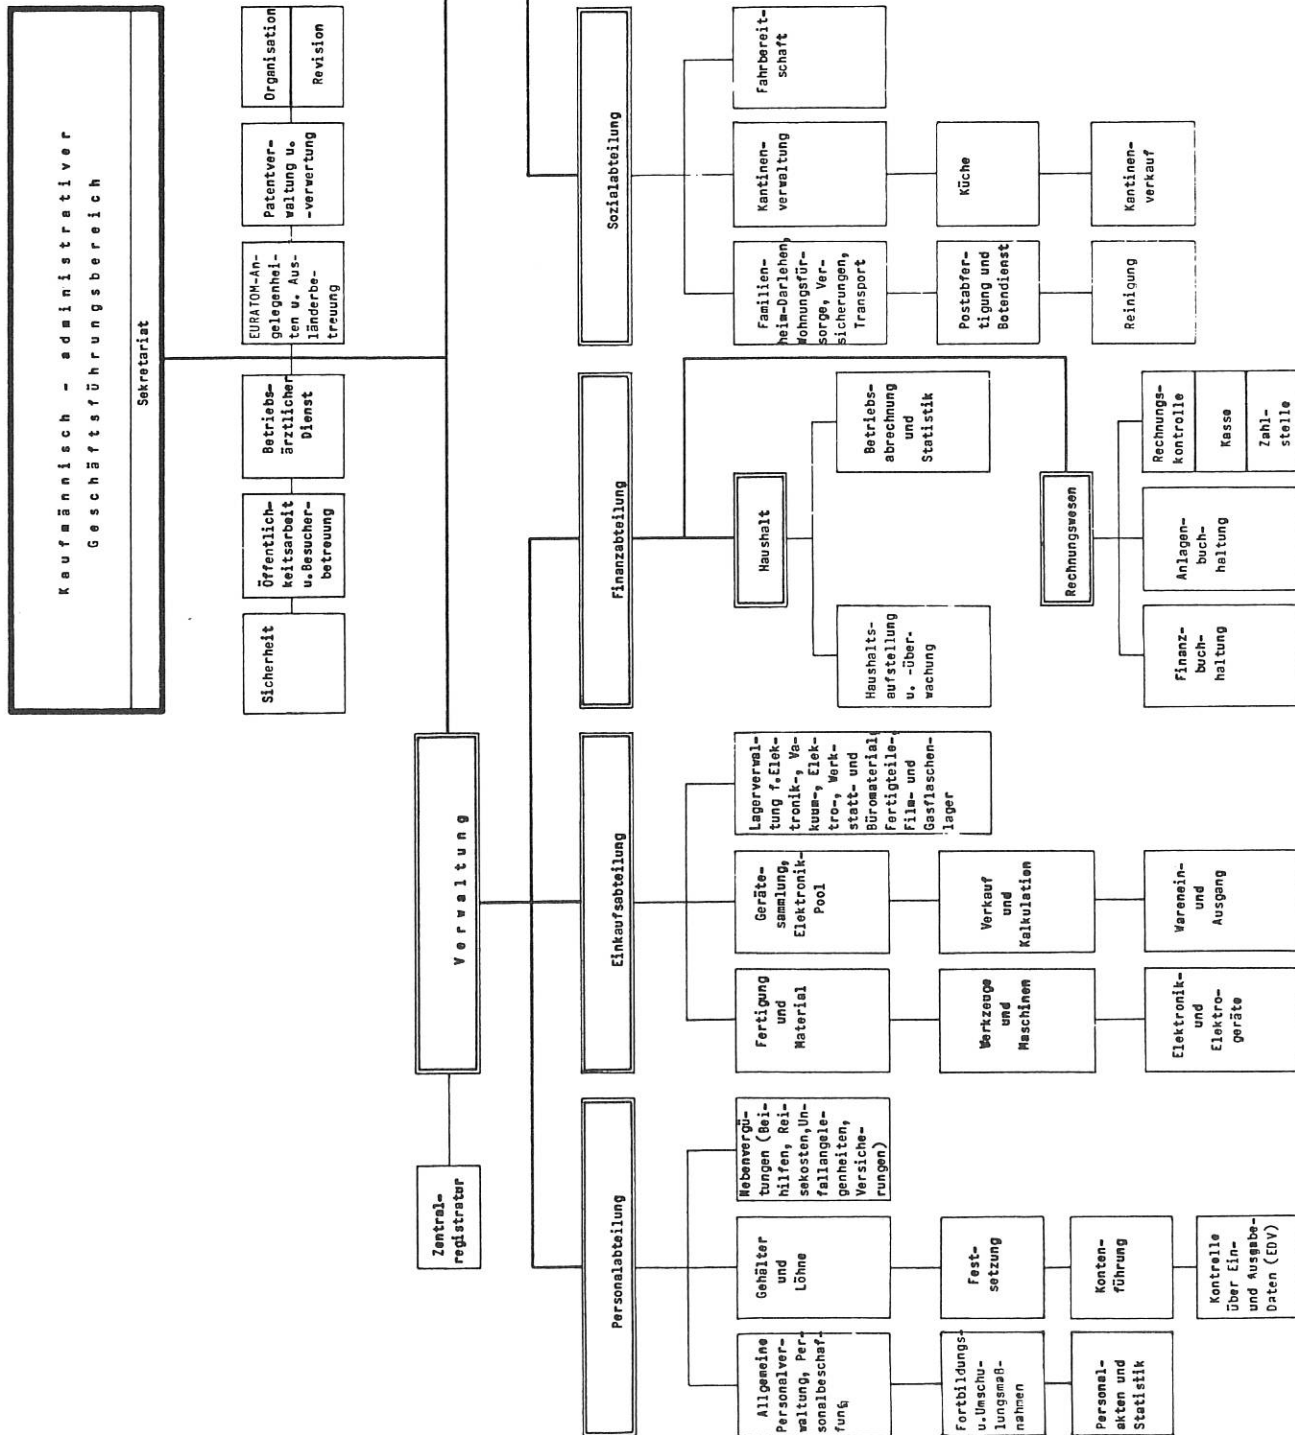 Kaufmännisch - administrativer
Geschäftsführungsbereich
Sekretariat
Sicherheit
Öffentlich-
keitsarbeit
u.Besucher-
betreuung
Betriebs-
ärztlicher
Dienst
EURATOM-An-
gelegenhei-
ten u. Aus-
länderbe-
treuung
Patentver-
waltung u.
-verwertung
Organisation
Revision
Zentral-
registratur
Verwaltung
Personalabteilung
Einkaufsabteilung
Finanzabteilung
Sozialabteilung
Allgemeine
Personalver-
waltung, Per-
sonalbeschaf-
fung
Gehälter
und
Löhne
Nebenvergü-
tungen (Bei-
hilfen, Rei-
sekosten,Un-
fallangele-
genheiten,
Versiche-
rungen)
Fortbildungs-
u.Umschu-
lungsmaß-
nahmen
Fest-
setzung
Personal-
akten und
Statistik
Konten-
führung
Kontrolle
über Ein-
und Ausgabe-
Daten (EDV)
Fertigung
und
Material
Geräte-
sammlung,
Elektronik-
Pool
Lagerverwal-
tung f.Elek-
tronik-, Va-
kuum-, Elek-
tro-, Werk-
statt- und
Büromaterial,
Fertigteile-,
Film- und
Gasflaschen-
lager
Werkzeuge
und
Maschinen
Verkauf
und
Kalkulation
Elektronik-
und
Elektro-
geräte
Warenein-
und
Ausgang
Haushalt
Haushalts-
aufstellung
u. -über-
wachung
Betriebs-
abrechnung
und
Statistik
Rechnungswesen
Finanz-
buch-
haltung
Anlagen-
buch-
haltung
Rechnungs-
kontrolle
Kasse
Zahl-
stelle
Familien-
heim-Darlehen,
Wohnungsfür-
sorge, Ver-
sicherungen,
Transport
Kantinen-
verwaltung
Fahrbereit-
schaft
Postabfer-
tigung und
Botendienst
Küche
Reinigung
Kantinen-
verkauf